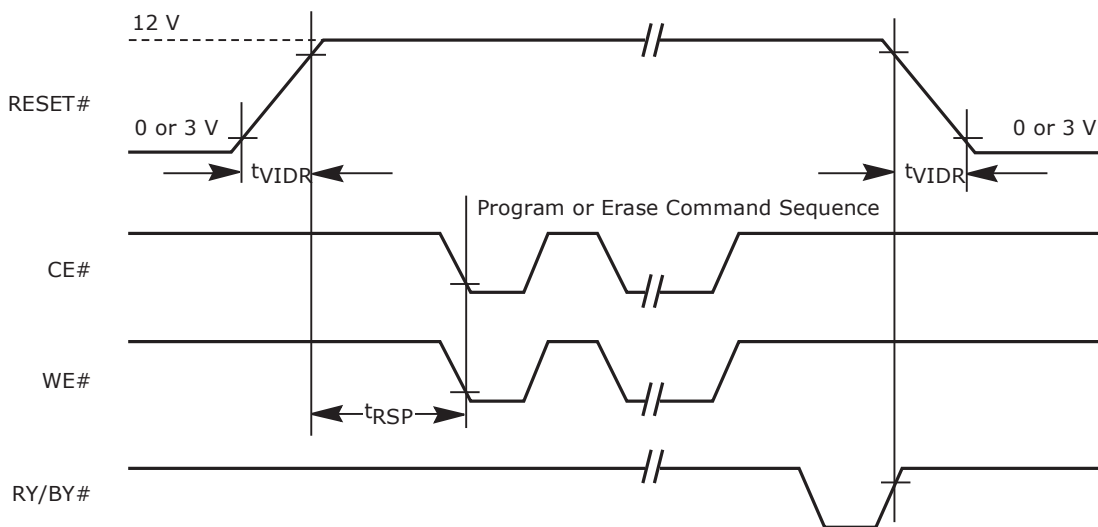 12 V
RESET#
0 or 3 V
0 or 3 V
tVIDR
tVIDR
Program or Erase Command Sequence
CE#
WE#
tRSP
RY/BY#